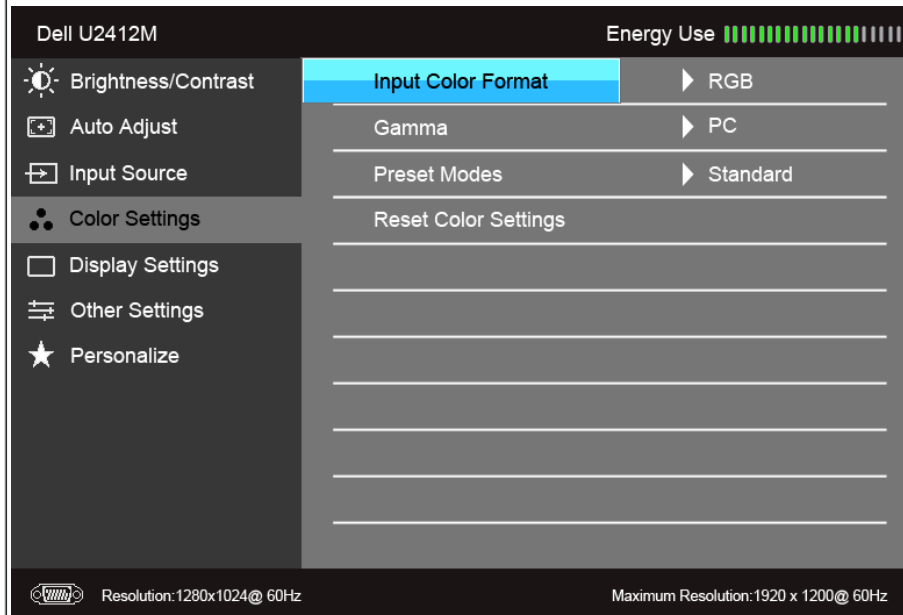 Dell U2412M Energy Use
Brightness/Contrast Input Color Format RGB
Auto Adjust Gamma PC
Input Source Preset Modes Standard
Color Settings Reset Color Settings
Display Settings
Other Settings
Personalize
Resolution:1280x1024@ 60Hz Maximum Resolution:1920 x 1200@ 60Hz